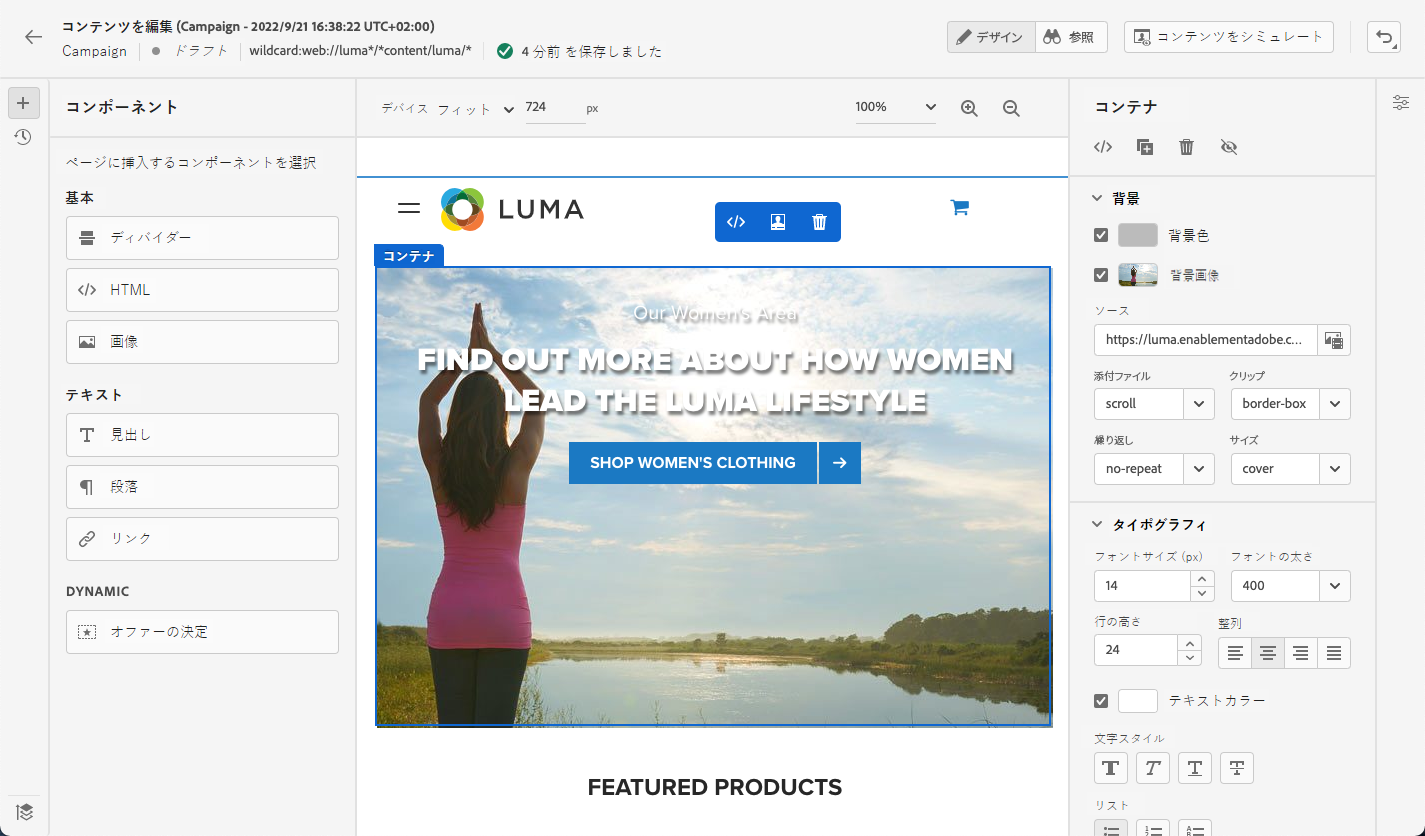 コンテンツを編集 (Campaign - 2022/9/21 16:38:22 UTC+02:00)
Campaign ドラフト wildcard:web://luma*/*content/luma/* 4 分前 を保存しました
デザイン 参照 コンテンツをシミュレート
コンポーネント
ページに挿入するコンポーネントを選択
基本
ディバイダー
HTML
画像
テキスト
見出し
段落
リンク
DYNAMIC
オファーの決定
デバイス フィット 724 px 100%
LUMA
コンテナ
Our Women's Area
FIND OUT MORE ABOUT HOW WOMEN
LEAD THE LUMA LIFESTYLE
SHOP WOMEN'S CLOTHING
FEATURED PRODUCTS
コンテナ
背景
背景色
背景画像
ソース
https://luma.enablementadobe.c...
添付ファイル クリップ
scroll border-box
繰り返し サイズ
no-repeat cover
タイポグラフィ
フォントサイズ (px) フォントの太さ
14 400
行の高さ 整列
24
テキストカラー
文字スタイル
リスト